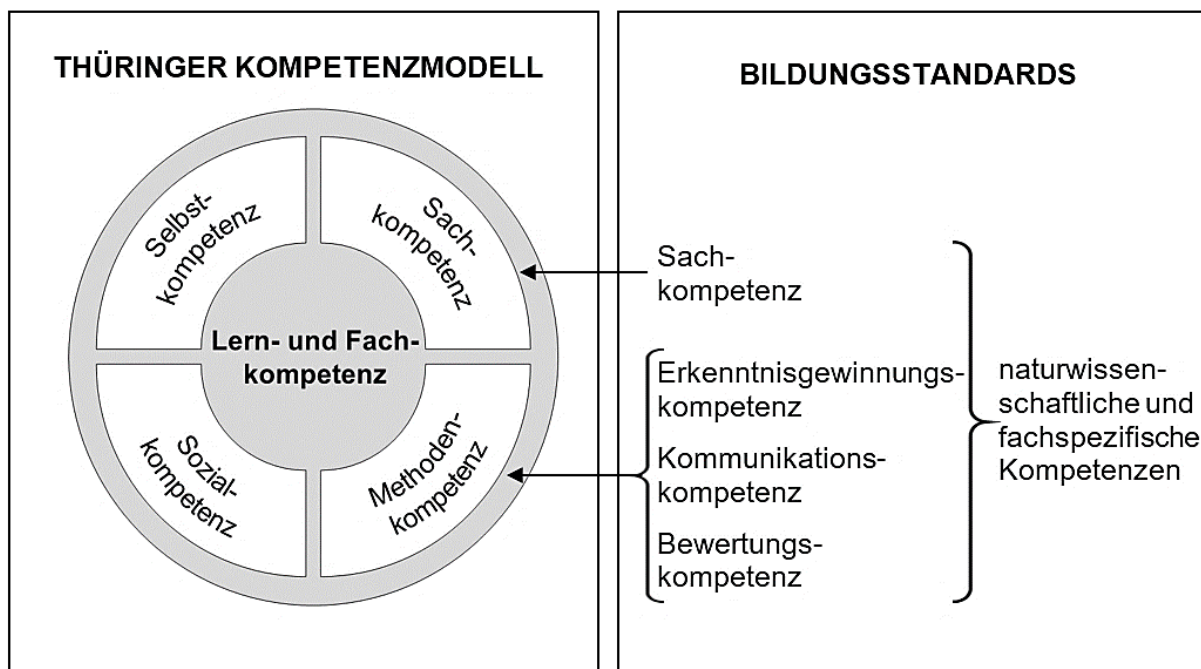 THÜRINGER KOMPETENZMODELL
Selbst-
kompetenz
Sach-
kompetenz
Lern- und Fach-
kompetenz
Sozial-
kompetenz
Methoden-
kompetenz
BILDUNGSSTANDARDS
Sach-
kompetenz
Erkenntnisgewinnungs-
kompetenz
Kommunikations-
kompetenz
Bewertungs-
kompetenz
naturwissen-
schaftliche und
fachspezifische
Kompetenzen